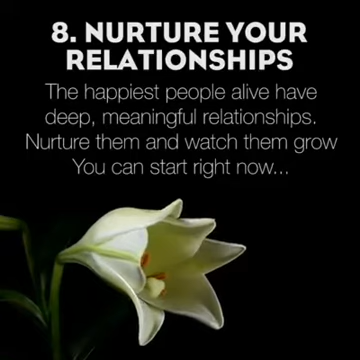 8. NURTURE YOUR
RELATIONSHIPS
The happiest people alive have
deep, meaningful relationships.
Nurture them and watch them grow
You can start right now...